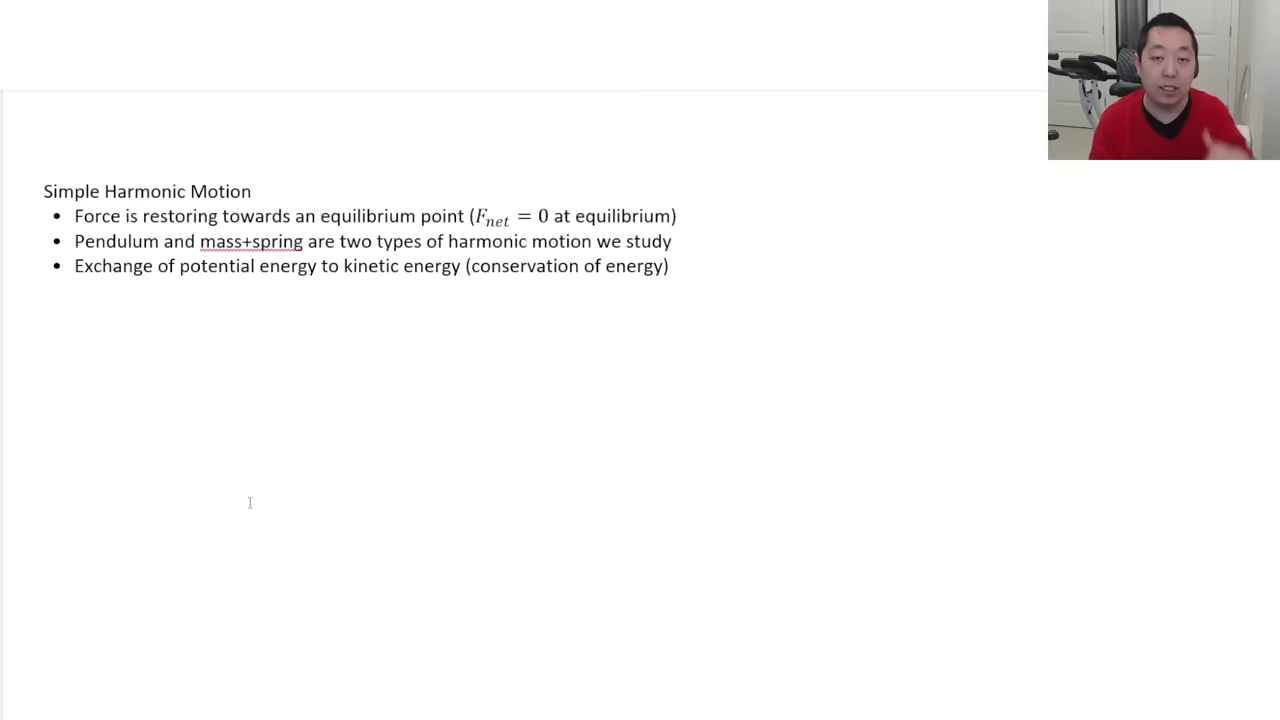 Simple Harmonic Motion
• Force is restoring towards an equilibrium point (F_net = 0 at equilibrium)
• Pendulum and mass+spring are two types of harmonic motion we study
• Exchange of potential energy to kinetic energy (conservation of energy)